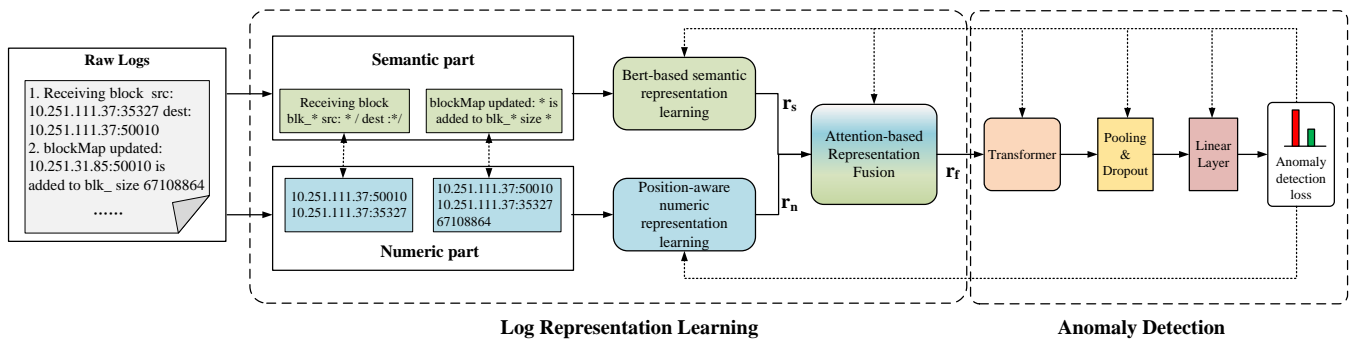 Raw Logs
1. Receiving block src:
10.251.111.37:35327 dest:
10.251.111.37:50010
2. blockMap updated:
10.251.31.85:50010 is
added to blk_ size 67108864
......
Semantic part
Receiving block
blk_* src: * / dest :*/
blockMap updated: * is
added to blk_* size *
10.251.111.37:50010
10.251.111.37:35327
10.251.111.37:50010
10.251.111.37:35327
67108864
Numeric part
Bert-based semantic
representation
learning
Position-aware
numeric
representation
learning
rs
rn
Attention-based
Representation
Fusion
rf
Transformer
Pooling
&
Dropout
Linear
Layer
Anomaly
detection
loss
Log Representation Learning
Anomaly Detection